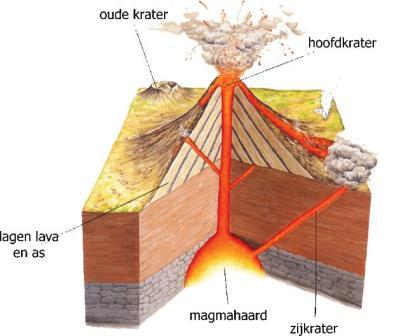 oude krater
hoofdkrater
lagen lava
en as
magmahaard
zijkrater